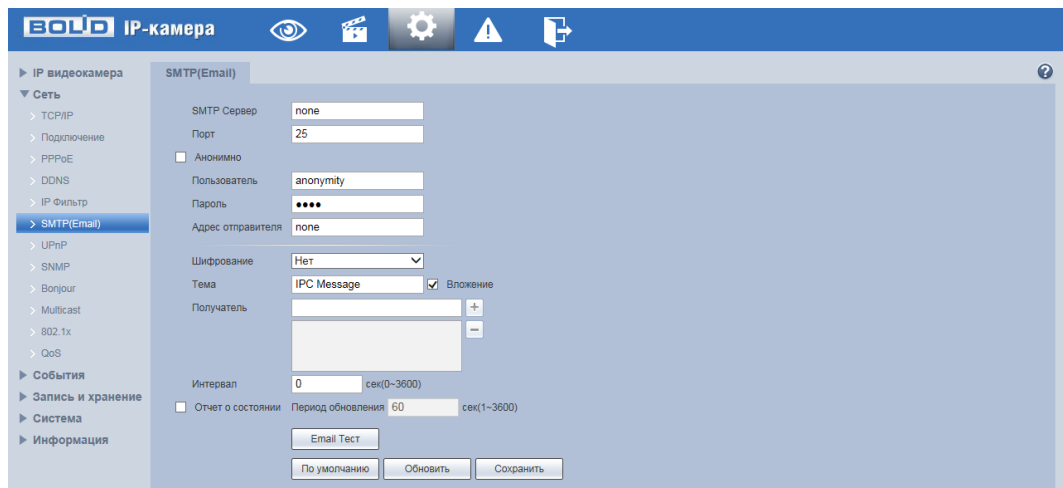 BOLID IP-камера
IP видеокамера
Сеть
TCP/IP
Подключение
PPPoE
DDNS
IP Фильтр
SMTP(Email)
UPnP
SNMP
Bonjour
Multicast
802.1x
QoS
События
Запись и хранение
Система
Информация
SMTP(Email)
?
SMTP Сервер none
Порт 25
Анонимно
Пользователь anonymity
Пароль ●●●●
Адрес отправителя none
Шифрование Нет
Тема IPC Message Вложение
Получатель +
−
Интервал 0 сек(0~3600)
Отчет о состоянии Период обновления 60 сек(1~3600)
Email Тест
По умолчанию Обновить Сохранить